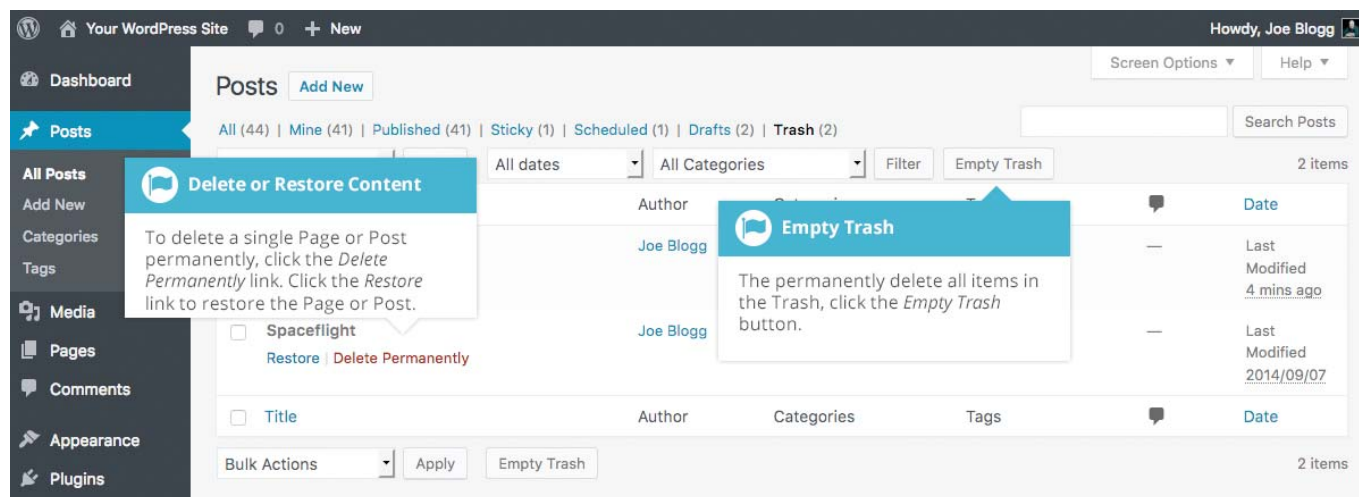 Your WordPress Site 0 + New Howdy, Joe Blogg
Screen Options Help
Dashboard
Posts
All Posts
Add New
Categories
Tags
Media
Pages
Comments
Appearance
Plugins
Posts Add New
All (44) | Mine (41) | Published (41) | Sticky (1) | Scheduled (1) | Drafts (2) | Trash (2)
Search Posts
All dates All Categories Filter Empty Trash 2 items
Author Date
Delete or Restore Content
To delete a single Page or Post
permanently, click the Delete
Permanently link. Click the Restore
link to restore the Page or Post.
Joe Blogg — Last
Modified
4 mins ago
Empty Trash
The permanently delete all items in
the Trash, click the Empty Trash
button.
Spaceflight Joe Blogg — Last
Restore | Delete Permanently Modified
2014/09/07
Title Author Categories Tags Date
Bulk Actions Apply Empty Trash 2 items